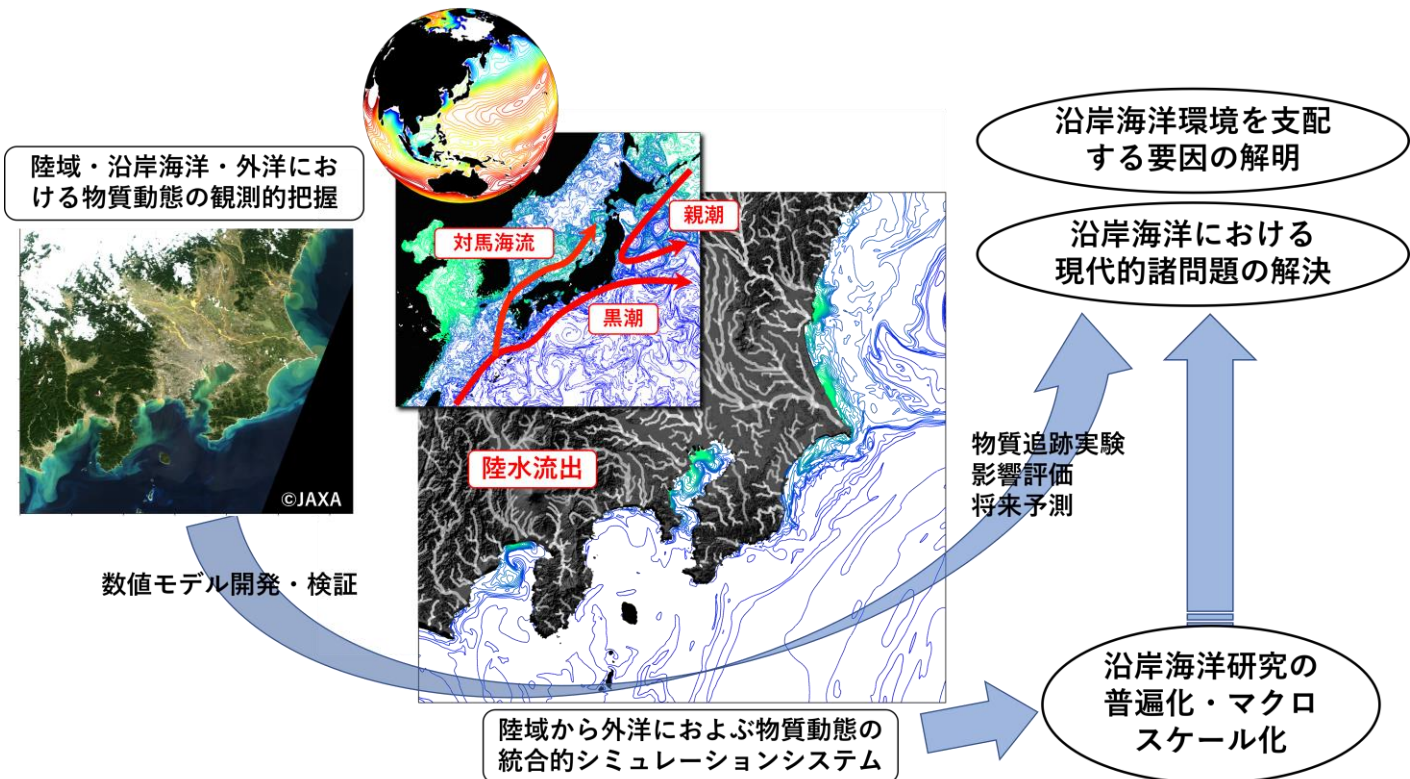 陸域・沿岸海洋・外洋にお
ける物質動態の観測的把握
©JAXA
数値モデル開発・検証
対馬海流
親潮
黒潮
陸水流出
陸域から外洋におよぶ物質動態の
統合的シミュレーションシステム
物質追跡実験
影響評価
将来予測
沿岸海洋環境を支配
する要因の解明
沿岸海洋における
現代的諸問題の解決
沿岸海洋研究の
普遍化・マクロ
スケール化